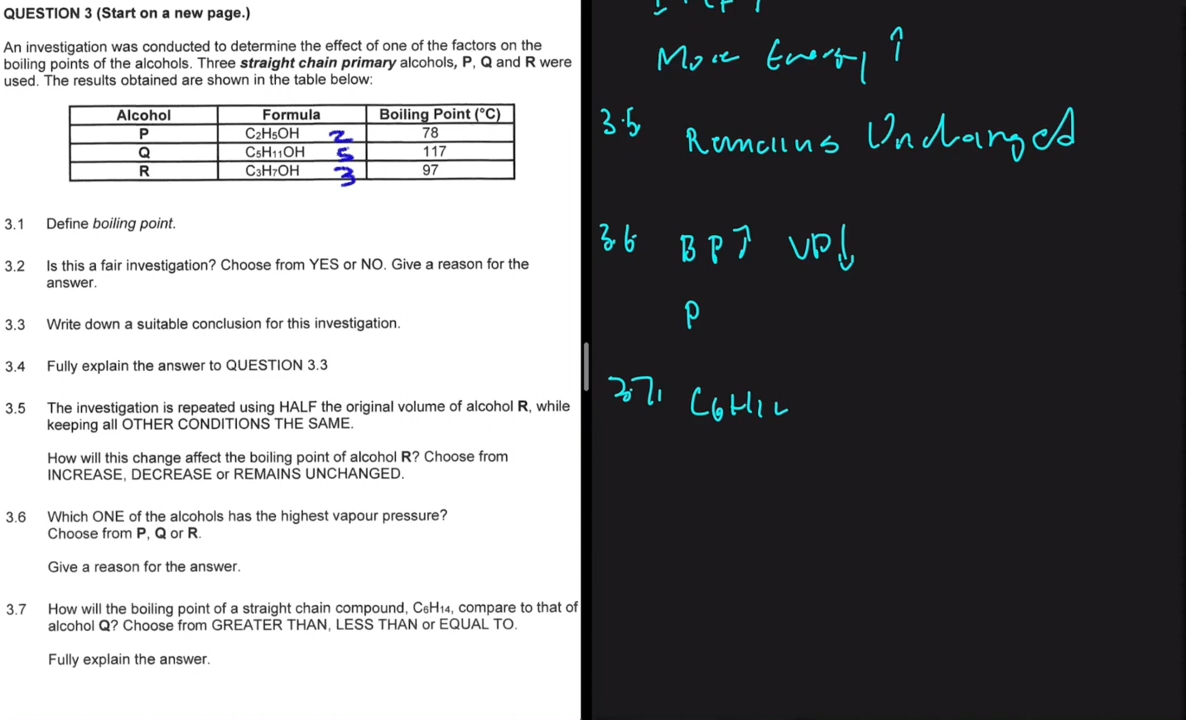 QUESTION 3 (Start on a new page.)
An investigation was conducted to determine the effect of one of the factors on the
boiling points of the alcohols. Three straight chain primary alcohols, P, Q and R were
used. The results obtained are shown in the table below:
Alcohol Formula Boiling Point (°C)
P C2H5OH 2 78
Q C5H11OH 5 117
R C3H7OH 3 97
3.1 Define boiling point.
3.2 Is this a fair investigation? Choose from YES or NO. Give a reason for the
answer.
3.3 Write down a suitable conclusion for this investigation.
3.4 Fully explain the answer to QUESTION 3.3
3.5 The investigation is repeated using HALF the original volume of alcohol R, while
keeping all OTHER CONDITIONS THE SAME.
How will this change affect the boiling point of alcohol R? Choose from
INCREASE, DECREASE or REMAINS UNCHANGED.
3.6 Which ONE of the alcohols has the highest vapour pressure?
Choose from P, Q or R.
Give a reason for the answer.
3.7 How will the boiling point of a straight chain compound, C6H14, compare to that of
alcohol Q? Choose from GREATER THAN, LESS THAN or EQUAL TO.
Fully explain the answer.
More Energy ↑
3.5 Remains Unchanged
3.6 BP↑ VP↓
P
3.7. C6H1